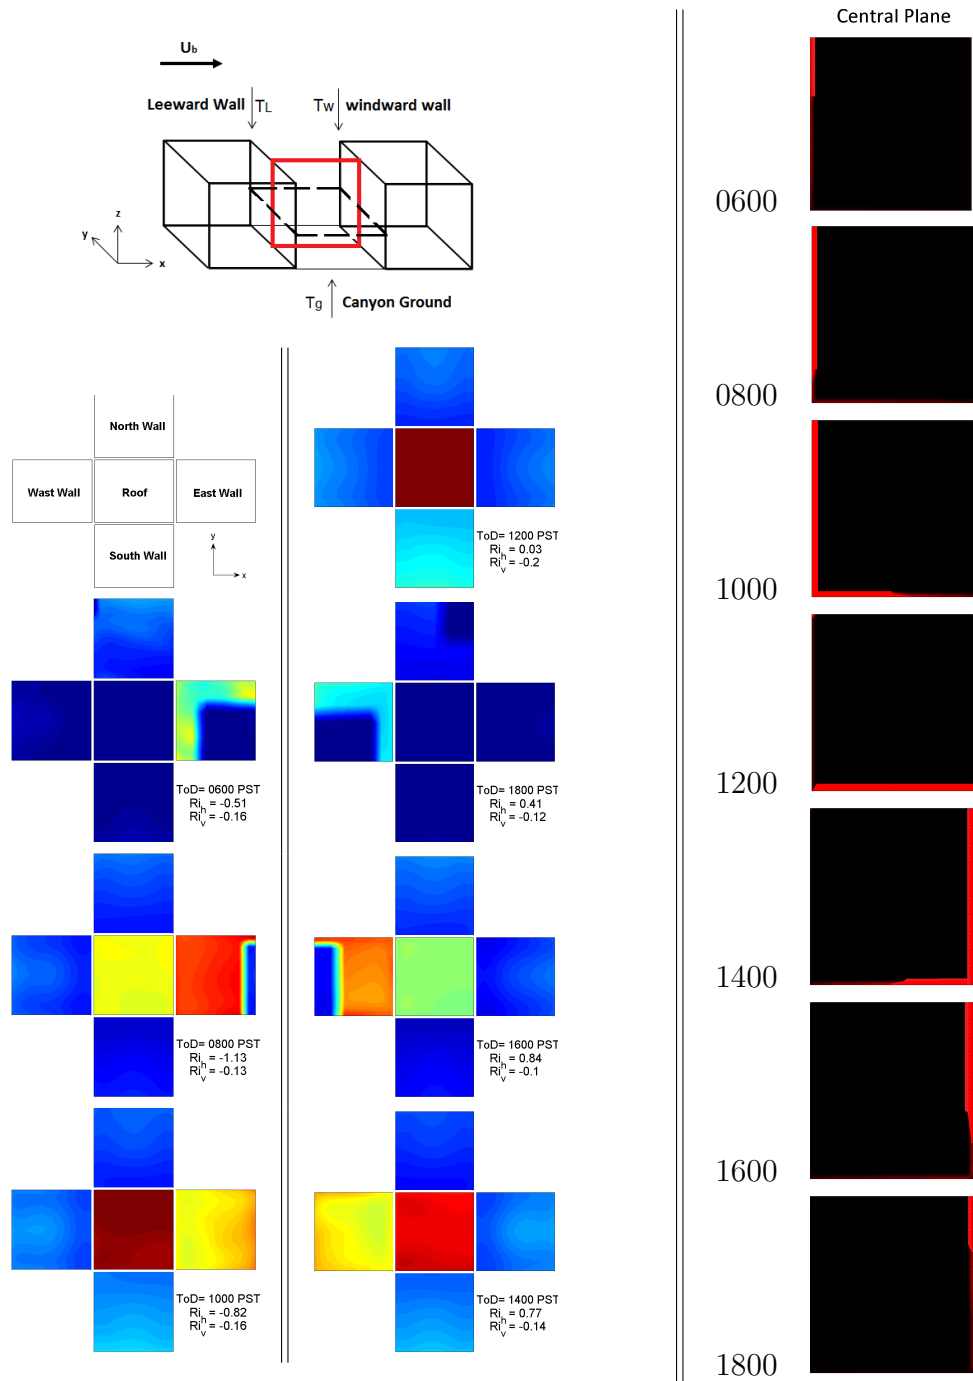 Central Plane
Ub
Leeward Wall
TL
Tw
windward wall
z
y
x
Tg
Canyon Ground
North Wall
Wast Wall
Roof
East Wall
South Wall
y
x
ToD= 1200 PST
Rih = 0.03
Riv = -0.2
ToD= 0600 PST
Rih = -0.51
Riv = -0.16
ToD= 1800 PST
Rih = 0.41
Riv = -0.12
ToD= 0800 PST
Rih = -1.13
Riv = -0.13
ToD= 1600 PST
Rih = 0.84
Riv = -0.1
ToD= 1000 PST
Rih = -0.82
Riv = -0.16
ToD= 1400 PST
Rih = 0.77
Riv = -0.14
0600
0800
1000
1200
1400
1600
1800